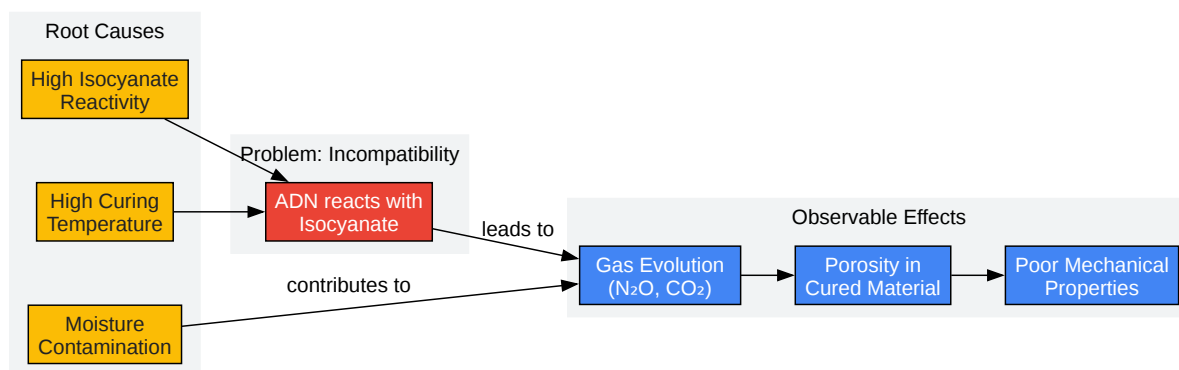 Root Causes
High Isocyanate
Reactivity
High Curing
Temperature
Moisture
Contamination
Problem: Incompatibility
ADN reacts with
Isocyanate
leads to
contributes to
Observable Effects
Gas Evolution
(N₂O, CO₂)
Porosity in
Cured Material
Poor Mechanical
Properties